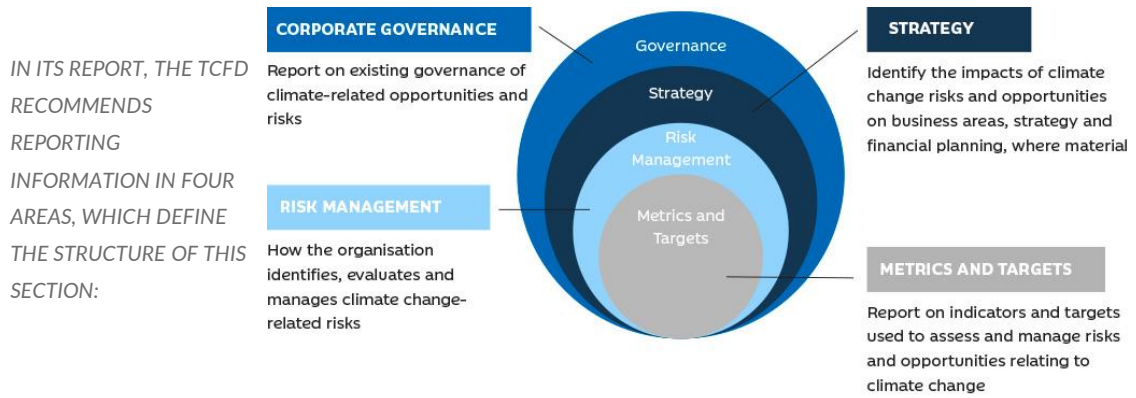 IN ITS REPORT, THE TCFD
RECOMMENDS
REPORTING
INFORMATION IN FOUR
AREAS, WHICH DEFINE
THE STRUCTURE OF THIS
SECTION:
CORPORATE GOVERNANCE
Report on existing governance of
climate-related opportunities and
risks
RISK MANAGEMENT
How the organisation
identifies, evaluates and
manages climate change-
related risks
Governance
Strategy
Risk
Management
Metrics and
Targets
STRATEGY
Identify the impacts of climate
change risks and opportunities
on business areas, strategy and
financial planning, where material
METRICS AND TARGETS
Report on indicators and targets
used to assess and manage risks
and opportunities relating to
climate change